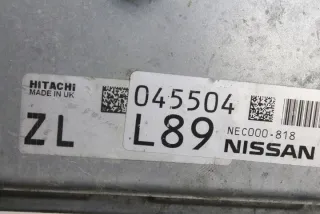 HITACHI
MADE IN UK
ZL
045504
L89
NEC000-818
NISSAN